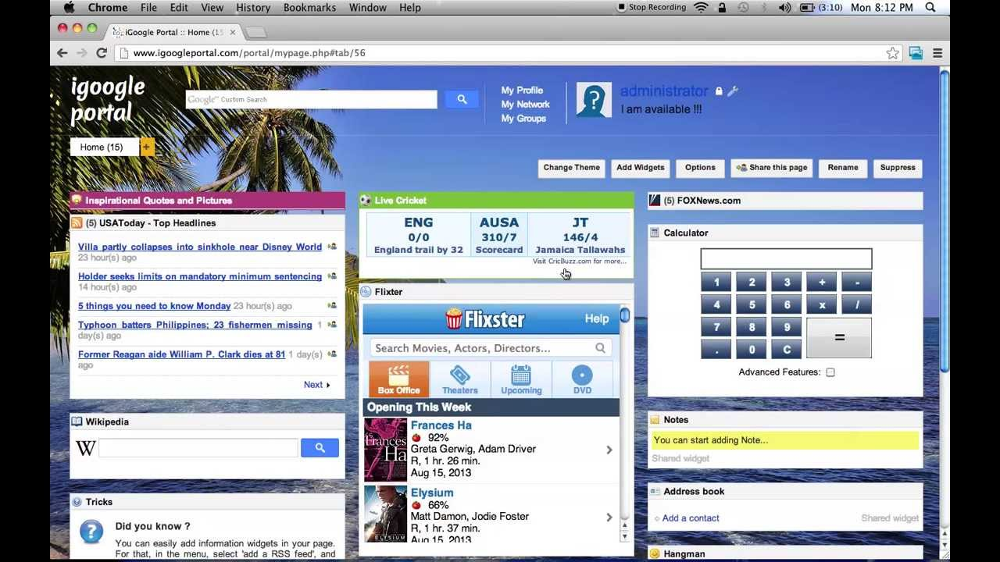 Chrome File Edit View History Bookmarks Window Help Stop Recording (3:10) Mon 8:12 PM
iGoogle Portal :: Home (15
www.igoogleportal.com/portal/mypage.php#tab/56
igoogle
portal
Google™ Custom Search
My Profile
My Network
My Groups
administrator
I am available !!!
Home (15) +
Change Theme Add Widgets Options Share this page Rename Suppress
Inspirational Quotes and Pictures
(5) USAToday - Top Headlines
Villa partly collapses into sinkhole near Disney World
23 hour(s) ago
Holder seeks limits on mandatory minimum sentencing
14 hour(s) ago
5 things you need to know Monday 23 hour(s) ago
Typhoon batters Philippines; 23 fishermen missing 1
day(s) ago
Former Reagan aide William P. Clark dies at 81 1 day(s)
ago
Next
Wikipedia
W
Tricks
?
Did you know ?
You can easily add information widgets in your page.
For that, in the menu, select 'add a RSS feed', and
Live Cricket
ENG AUSA JT
0/0 310/7 146/4
England trail by 32 Scorecard Jamaica Tallawahs
Visit CricBuzz.com for more...
Flixter
Flixster Help
Search Movies, Actors, Directors...
Box Office Theaters Upcoming DVD
Opening This Week
FRANCES
HA
Frances Ha
92%
Greta Gerwig, Adam Driver
R, 1 hr. 26 min.
Aug 15, 2013
ELYSIUM
Elysium
66%
Matt Damon, Jodie Foster
R, 1 hr. 37 min.
Aug 15, 2013
(5) FOXNews.com
Calculator
1 2 3 + -
4 5 6 x /
7 8 9 =
. 0 C
Advanced Features:
Notes
You can start adding Note...
Shared widget
Address book
Add a contact Shared widget
Hangman